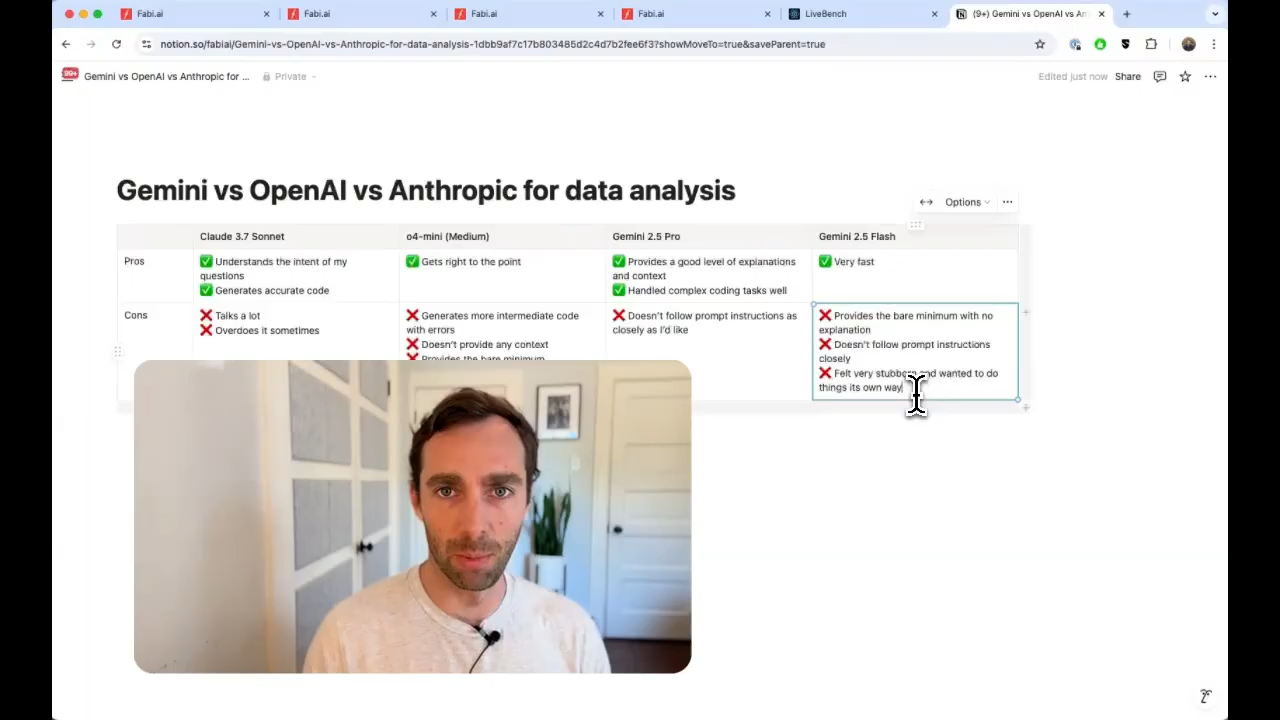 Fabi.ai
Fabi.ai
Fabi.ai
Fabi.ai
LiveBench
(9+) Gemini vs OpenAI vs An
notion.so/fabiai/Gemini-vs-OpenAI-vs-Anthropic-for-data-analysis-1dbb9af7c17b803485d2c4d7b2fee6f3?showMoveTo=true&saveParent=true
99+
Gemini vs OpenAI vs Anthropic for ...
Private
Edited just now
Share
Gemini vs OpenAI vs Anthropic for data analysis
Options
Claude 3.7 Sonnet
o4-mini (Medium)
Gemini 2.5 Pro
Gemini 2.5 Flash
Pros
✅ Understands the intent of my
questions
✅ Generates accurate code
✅ Gets right to the point
✅ Provides a good level of explanations
and context
✅ Handled complex coding tasks well
✅ Very fast
Cons
❌ Talks a lot
❌ Overdoes it sometimes
❌ Generates more intermediate code
with errors
❌ Doesn't provide any context
❌ Provides the bare minimum
❌ Doesn't follow prompt instructions as
closely as I'd like
❌ Provides the bare minimum with no
explanation
❌ Doesn't follow prompt instructions
closely
❌ Felt very stubborn and wanted to do
things its own way